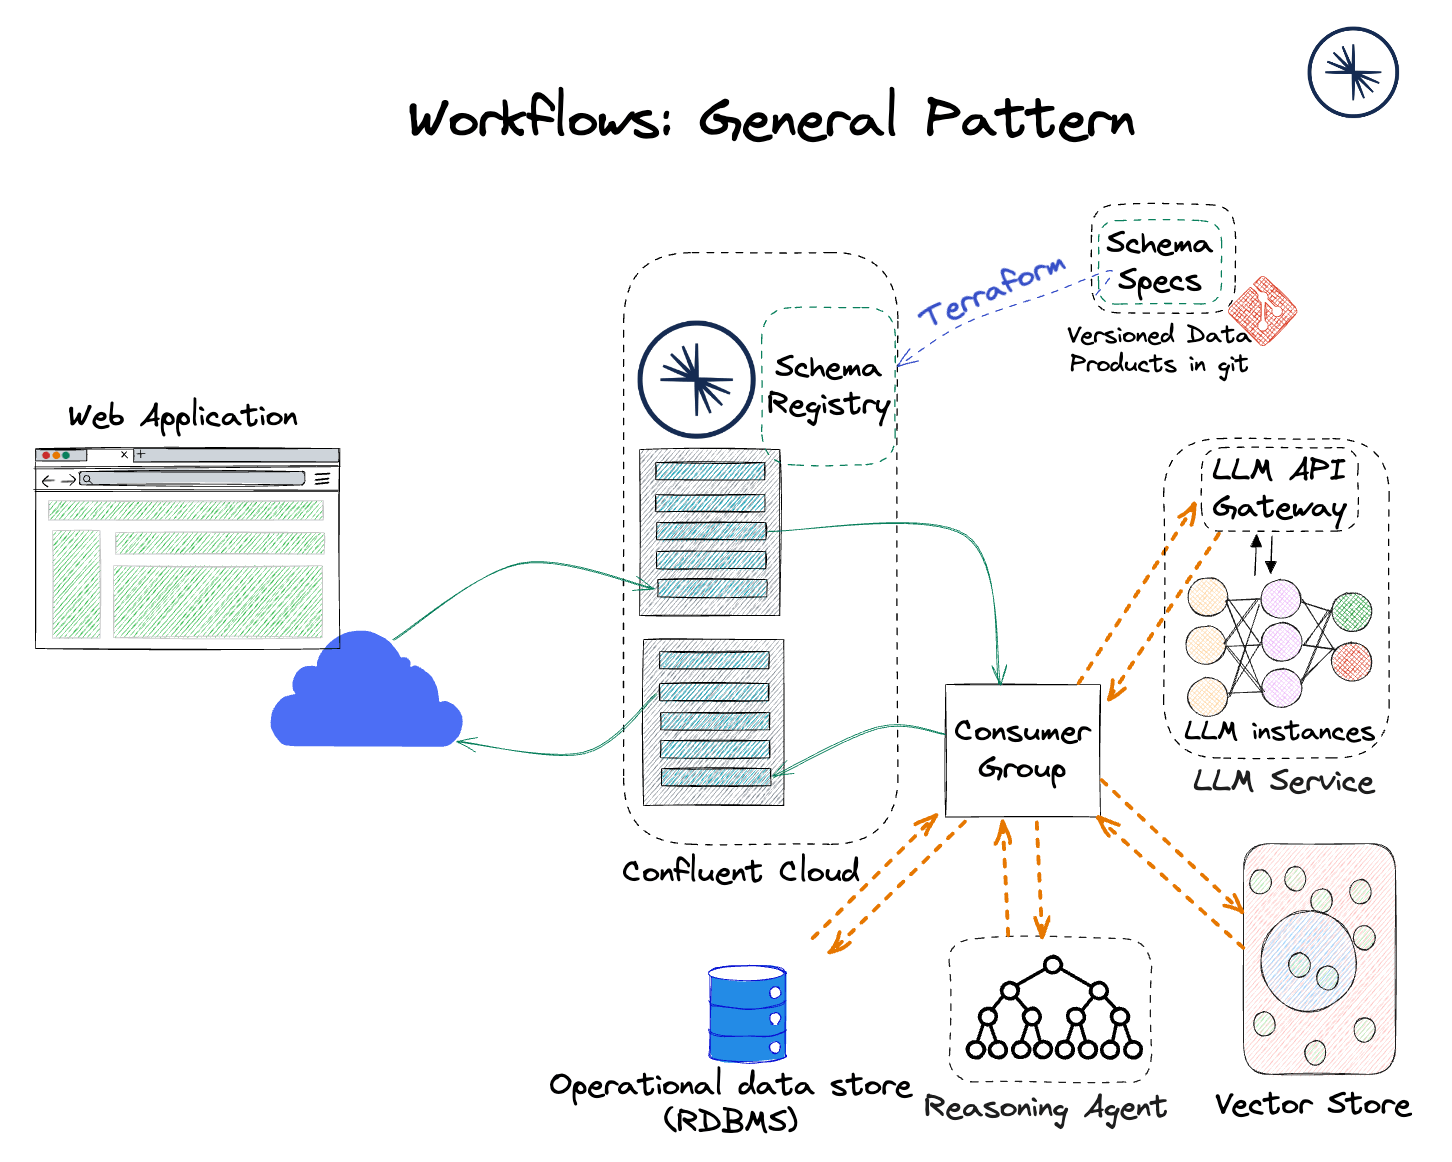 Workflows: General Pattern
Schema
Specs
Terraform
Versioned Data
Products in git
Schema
Registry
Web Application
x +
LLM API
Gateway
LLM instances
LLM Service
Consumer
Group
Confluent Cloud
Operational data store
(RDBMS)
Reasoning Agent
Vector Store